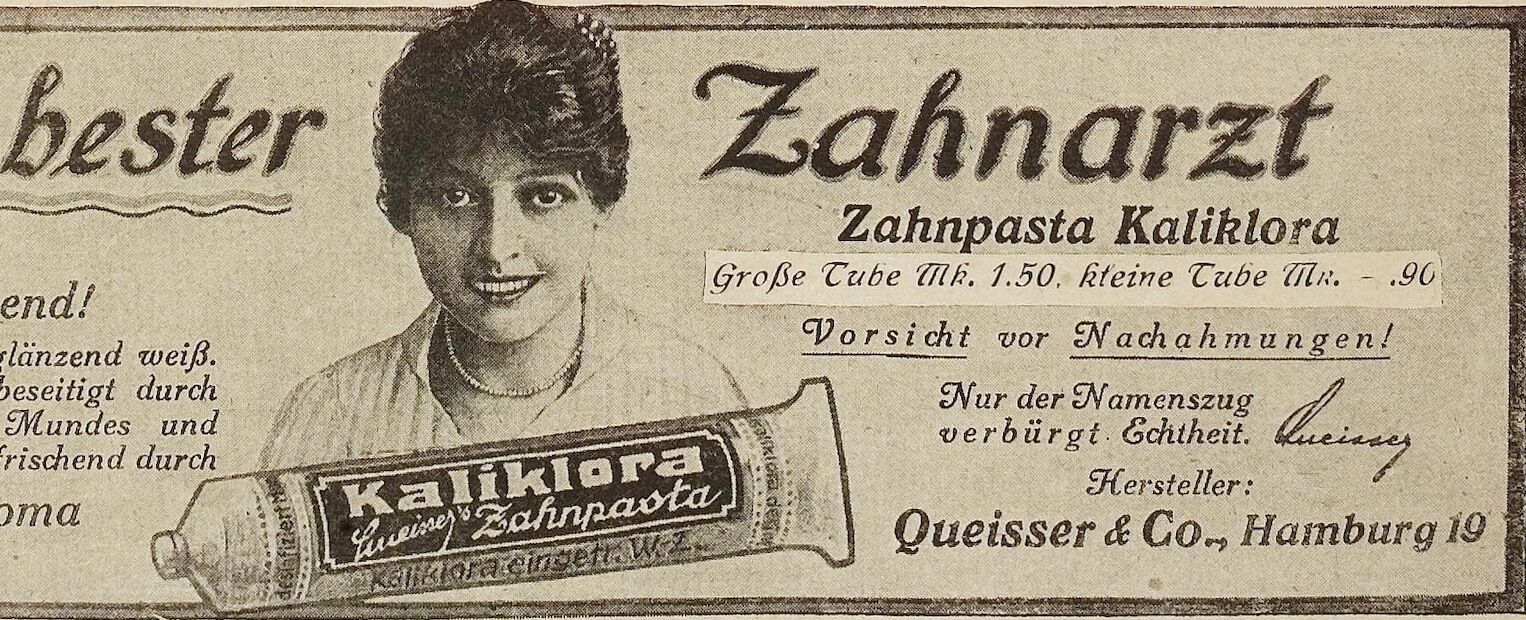 bester Zahnarzt
Zahnpasta Kaliklora
Große Tube Mk. 1.50, kleine Tube Mk. - .90
Vorsicht vor Nachahmungen!
Nur der Namenszug
verbürgt Echtheit. Queisser
Hersteller:
Queisser & Co., Hamburg 19
end!
glänzend weiß.
beseitigt durch
Mundes und
frischend durch
oma
Kaliklora
Queisser's Zahnpasta
Kaliklora eingetr. W.-Z.